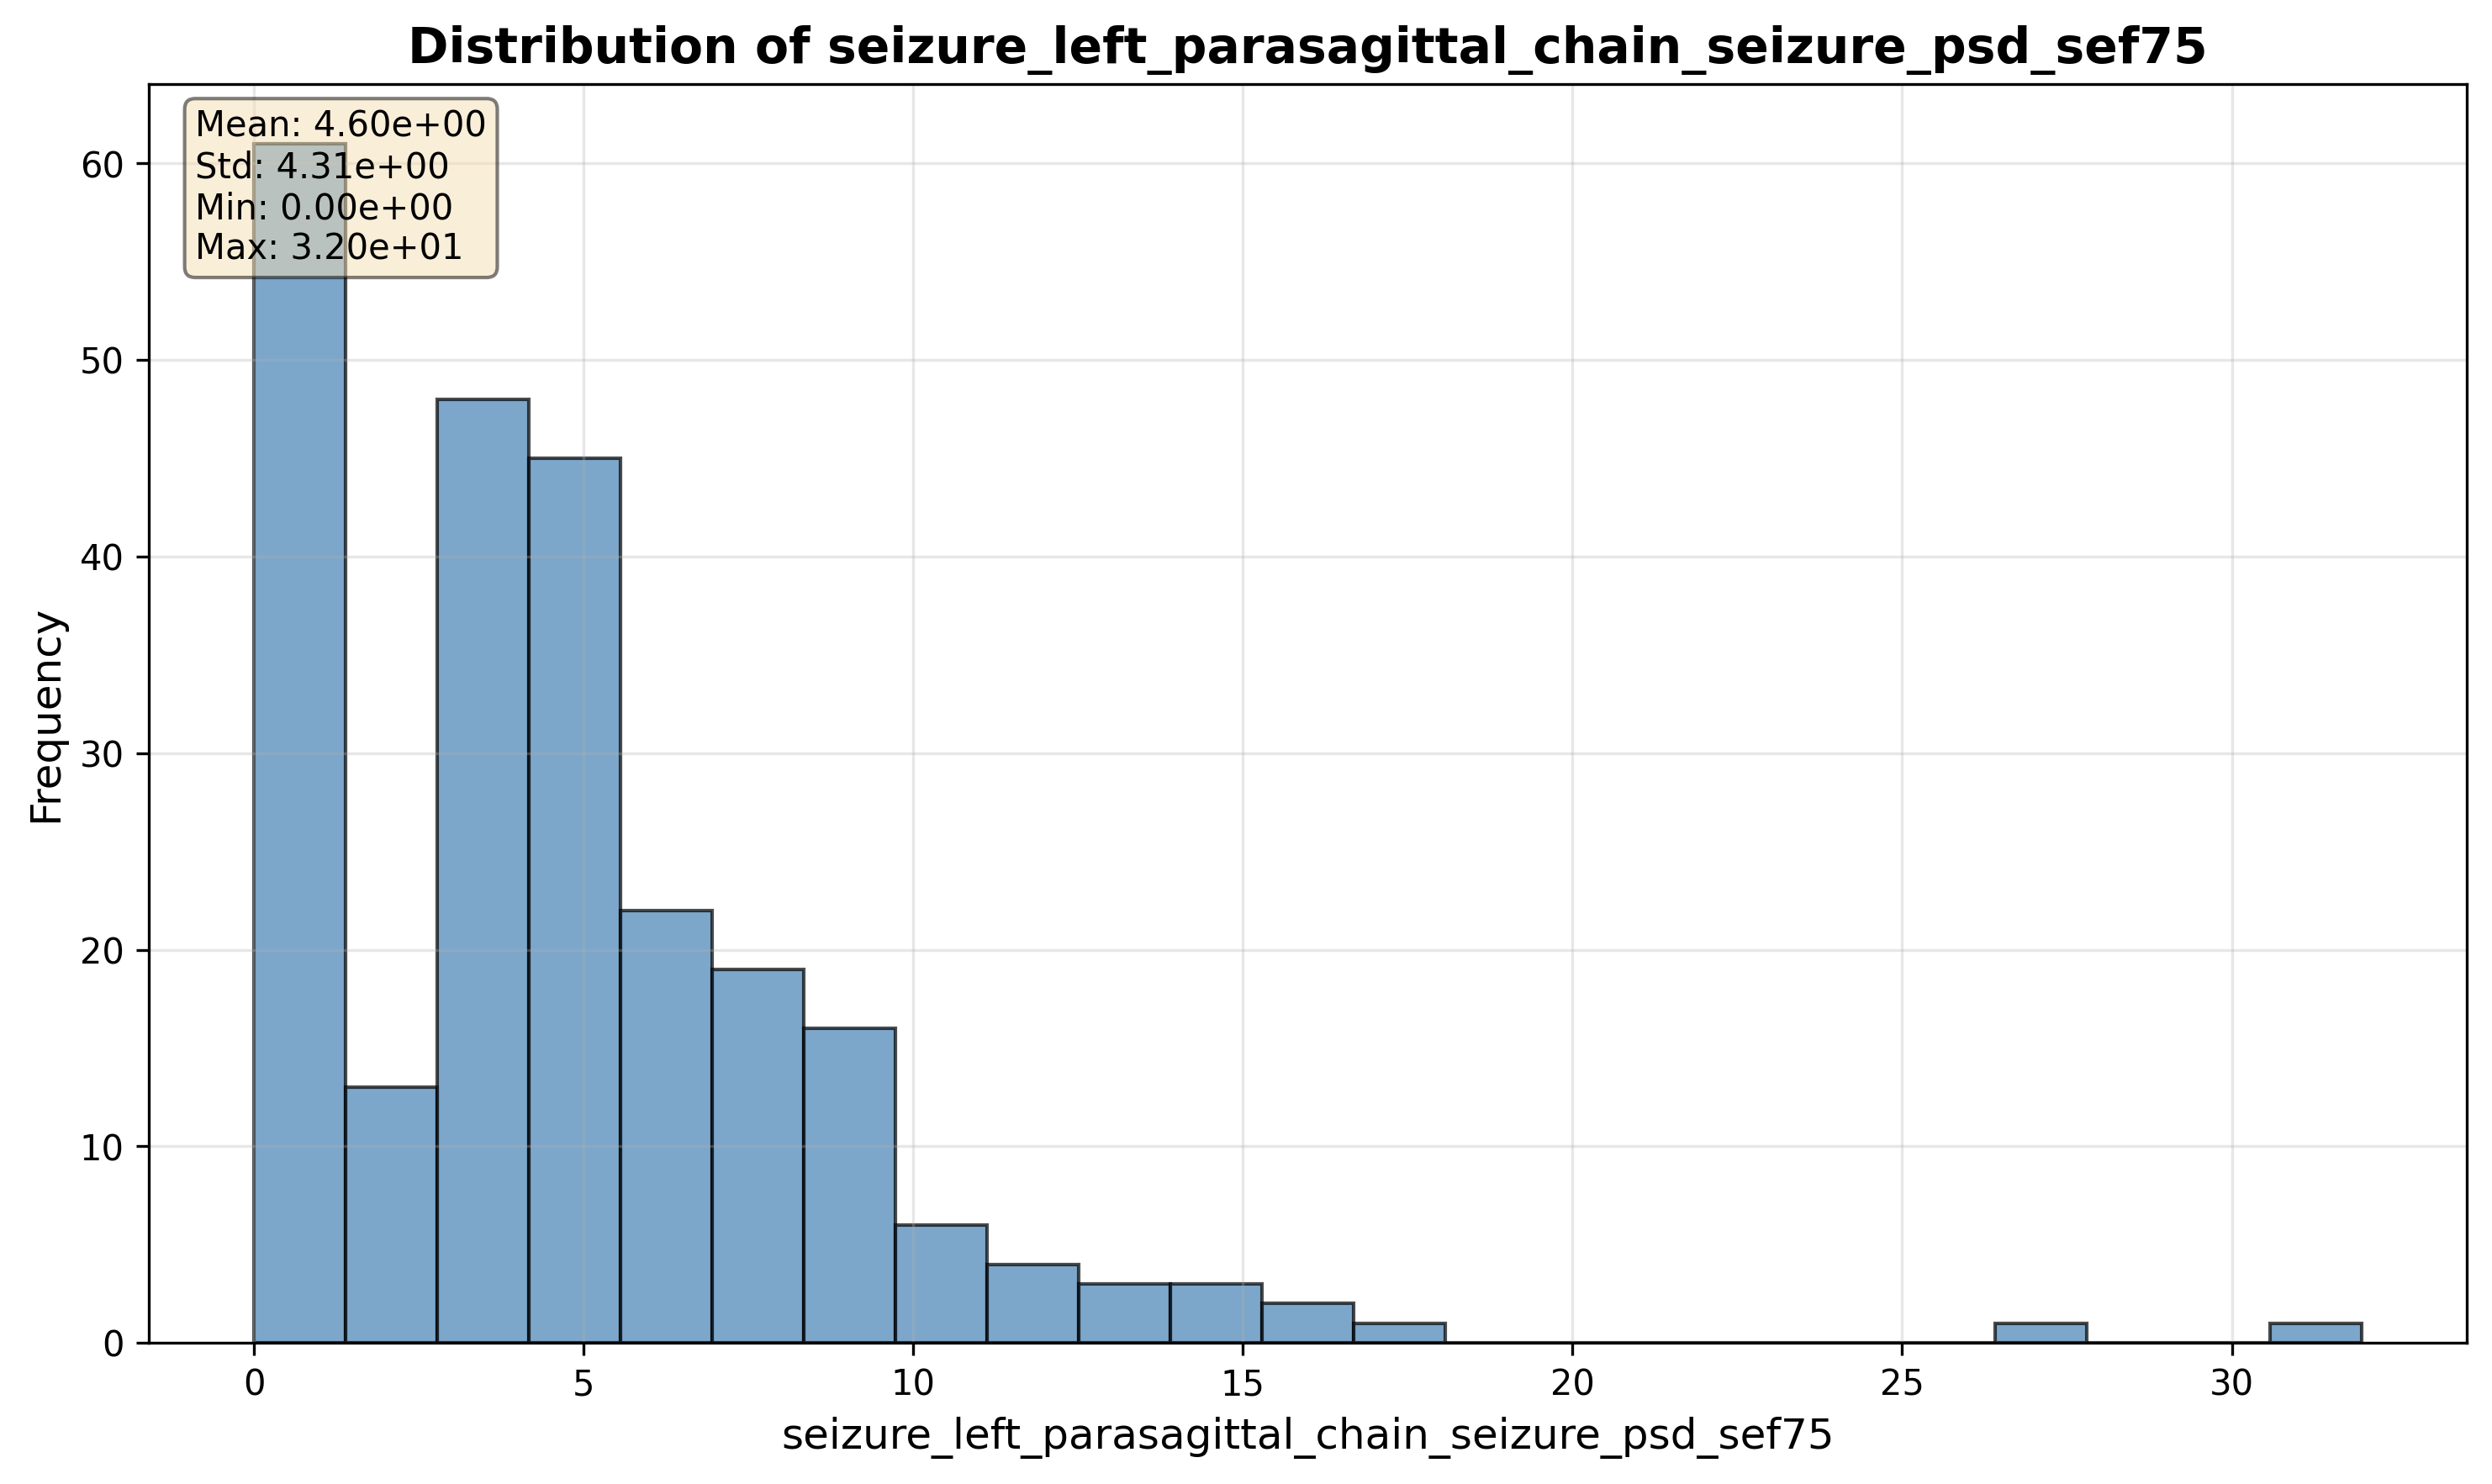 Distribution of seizure_left_parasagittal_chain_seizure_psd_sef75
Mean: 4.60e+00
Std: 4.31e+00
Min: 0.00e+00
Max: 3.20e+01
60
50
40
30
20
10
0
Frequency
0 5 10 15 20 25 30
seizure_left_parasagittal_chain_seizure_psd_sef75